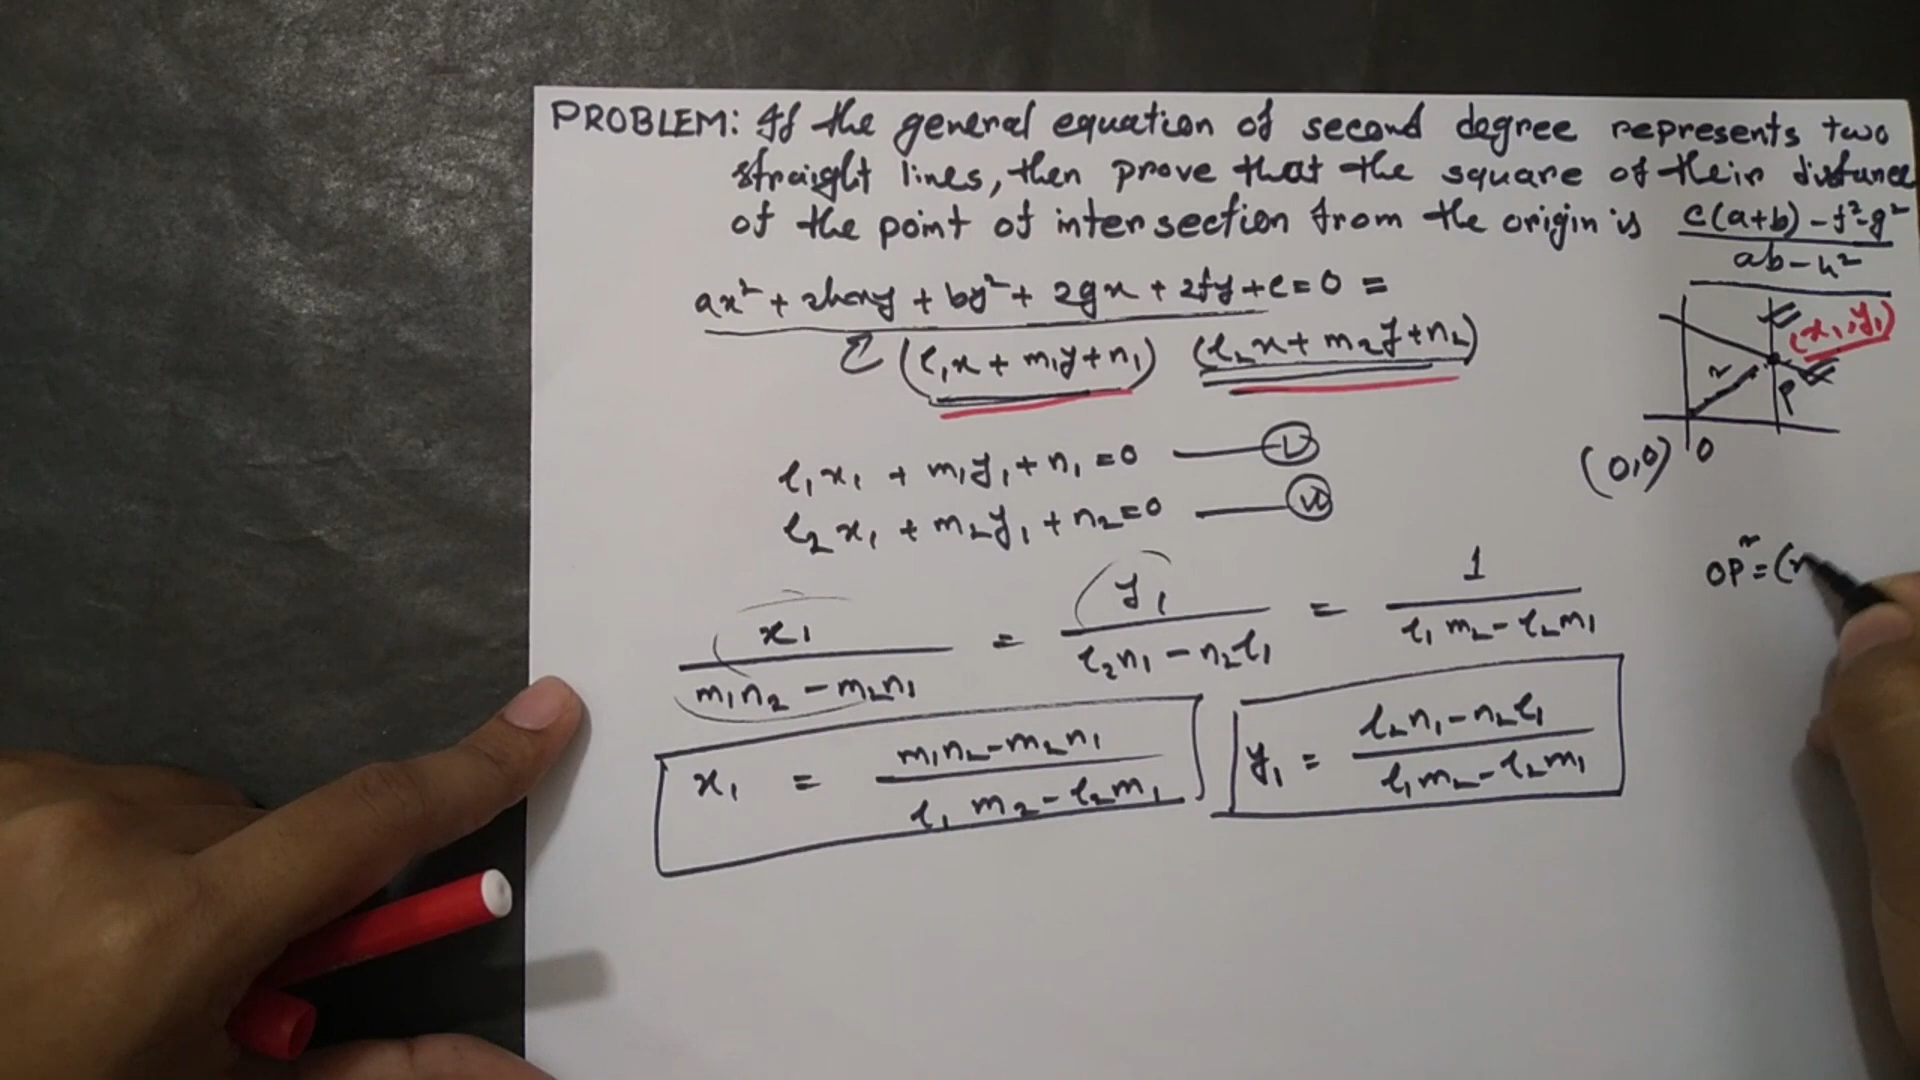 PROBLEM: If the general equation of second degree represents two
straight lines, then prove that the square of their distance
of the point of intersection from the origin is (c(a+b) - f² - g²)/(ab - h²)
ax² + 2hxy + by² + 2gx + 2fy + c = 0 =
(l₁x + m₁y + n₁) (l₂x + m₂y + n₂)
(x₁, y₁)
r
P
(0,0) O
l₁x₁ + m₁y₁ + n₁ = 0
l₂x₁ + m₂y₁ + n₂ = 0
OP² = (
x₁/(m₁n₂ - m₂n₁) = y₁/(l₂n₁ - n₂l₁) = 1/(l₁m₂ - l₂m₁)
x₁ = (m₁n₂ - m₂n₁)/(l₁m₂ - l₂m₁)
y₁ = (l₂n₁ - n₂l₁)/(l₁m₂ - l₂m₁)